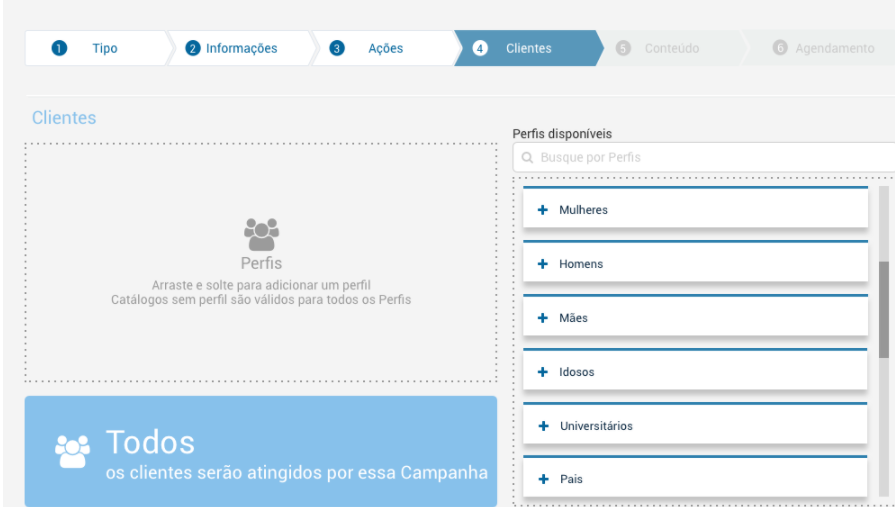 1 Tipo 2 Informações 3 Ações 4 Clientes 5 Conteúdo 6 Agendamento
Clientes
Perfis
Arraste e solte para adicionar um perfil
Catálogos sem perfil são válidos para todos os Perfis
Todos
os clientes serão atingidos por essa Campanha
Perfis disponíveis
Busque por Perfis
Mulheres
Homens
Mães
Idosos
Universitários
Pais